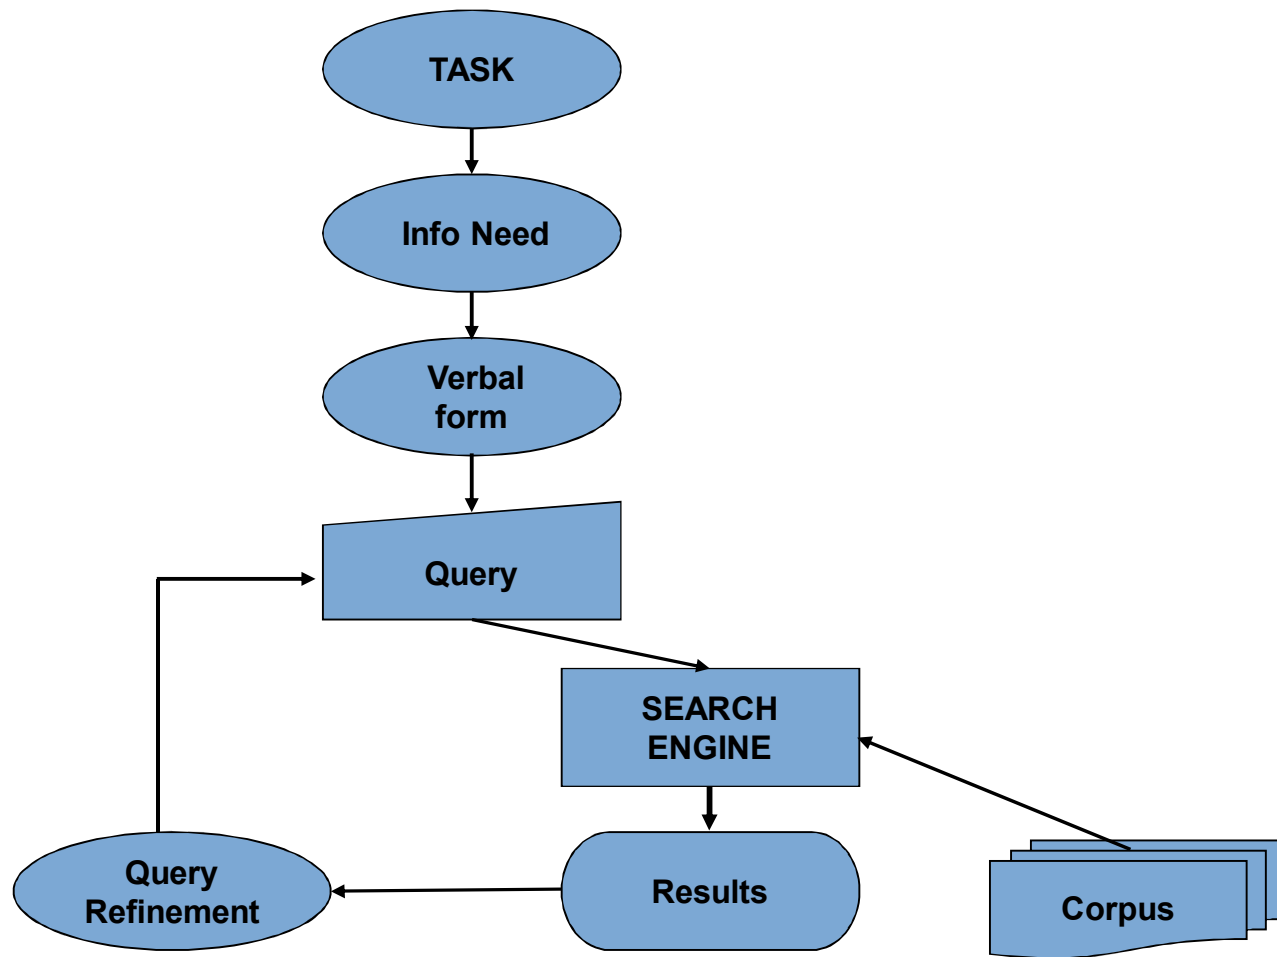 TASK
Info Need
Verbal
form
Query
SEARCH
ENGINE
Query
Refinement
Results
Corpus